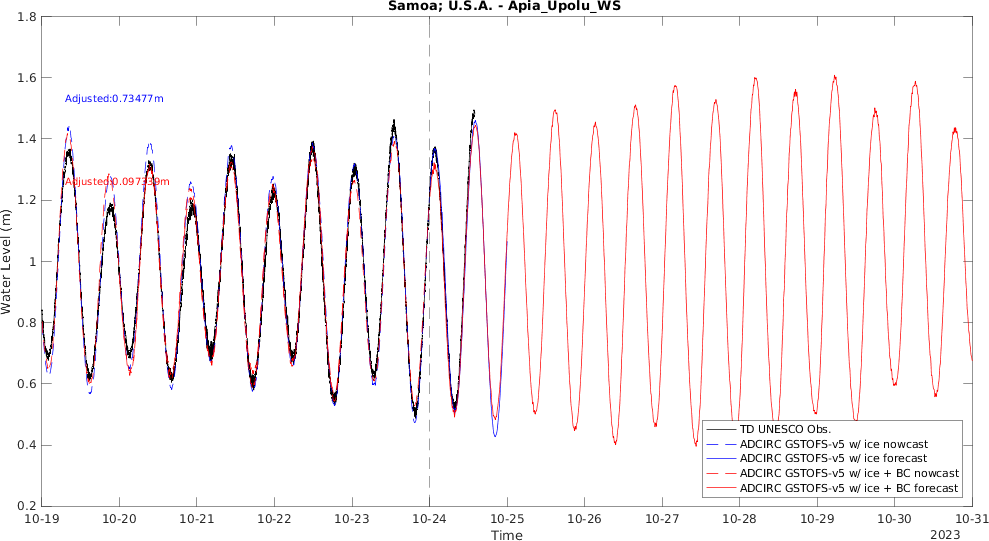 Samoa; U.S.A. - Apia_Upolu_WS
1.8
1.6
1.4
1.2
1
0.8
0.6
0.4
0.2
Water Level (m)
Adjusted:0.73477m
Adjusted:0.097339m
TD UNESCO Obs.
ADCIRC GSTOFS-v5 w/ ice nowcast
ADCIRC GSTOFS-v5 w/ ice forecast
ADCIRC GSTOFS-v5 w/ ice + BC nowcast
ADCIRC GSTOFS-v5 w/ ice + BC forecast
10-19 10-20 10-21 10-22 10-23 10-24 10-25 10-26 10-27 10-28 10-29 10-30 10-31
Time
2023